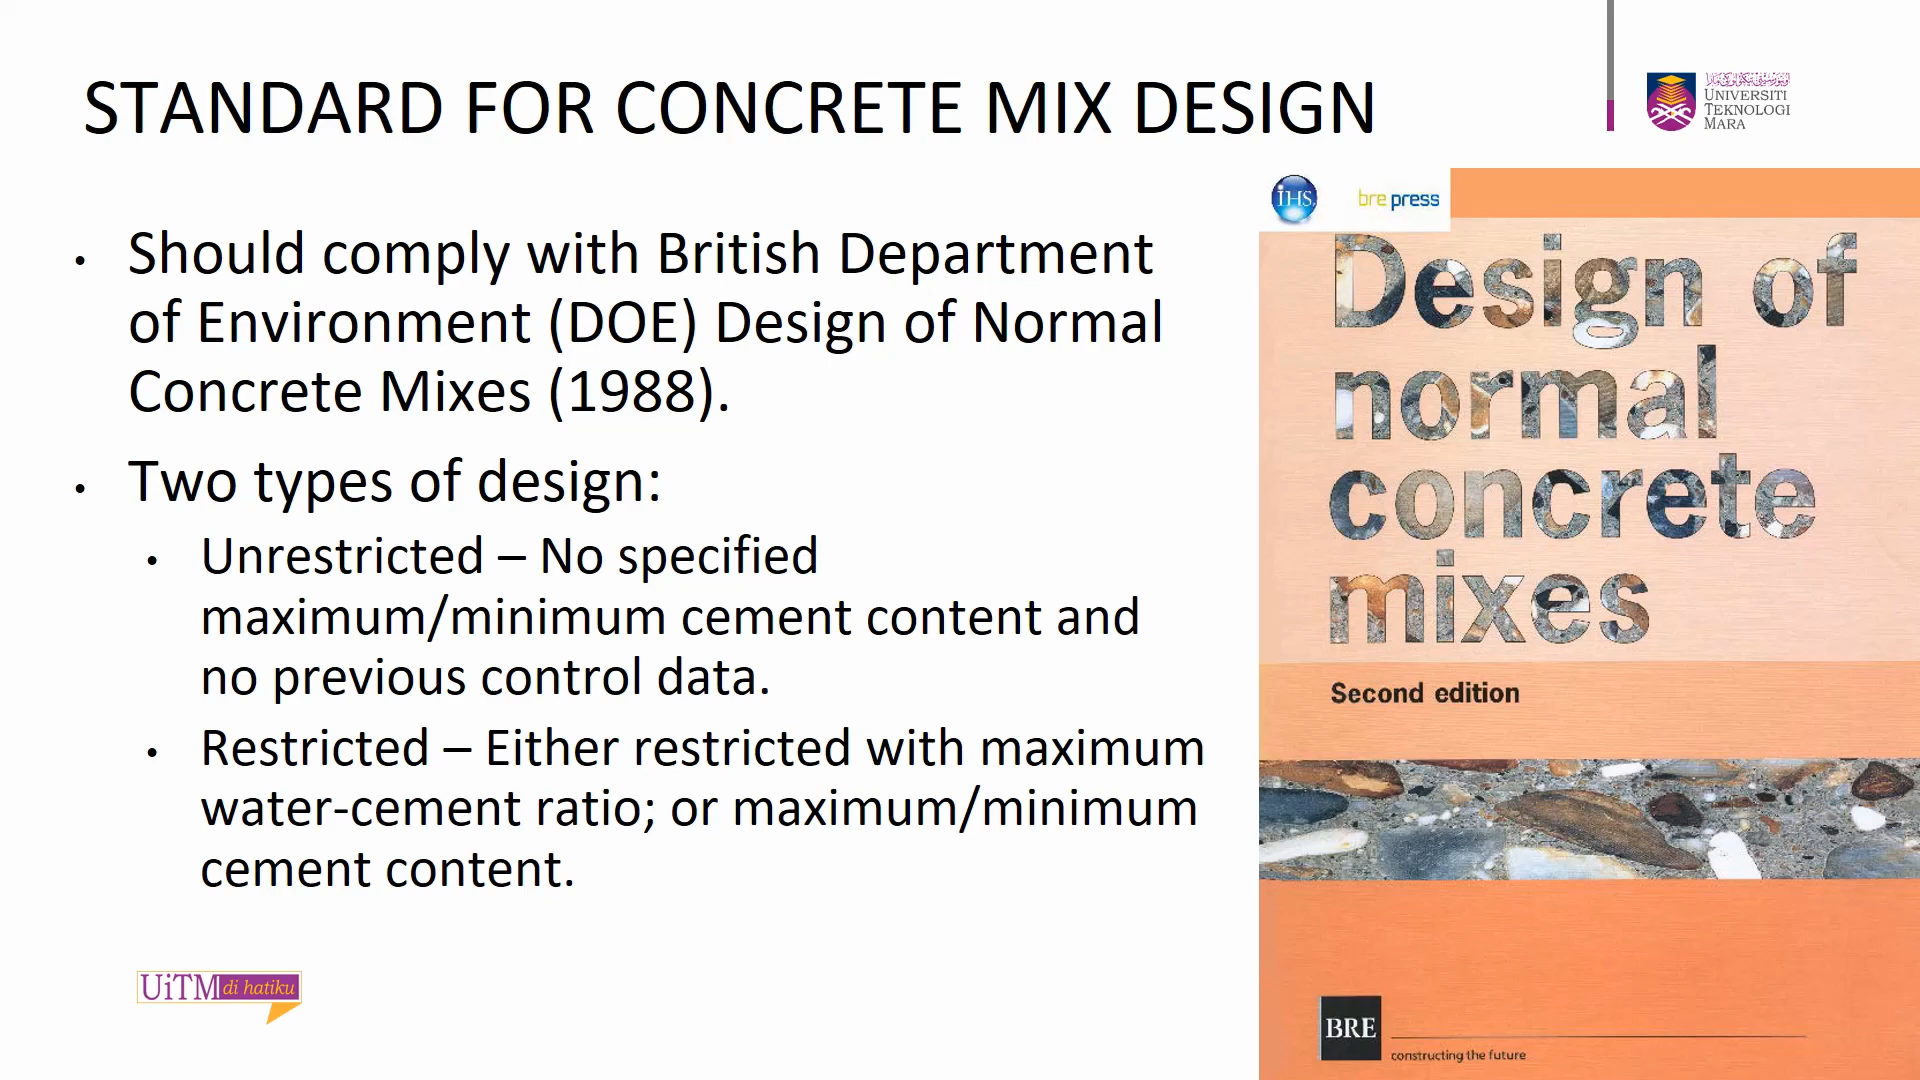 STANDARD FOR CONCRETE MIX DESIGN
UNIVERSITI
TEKNOLOGI
MARA
• Should comply with British Department
of Environment (DOE) Design of Normal
Concrete Mixes (1988).
• Two types of design:
• Unrestricted – No specified
maximum/minimum cement content and
no previous control data.
• Restricted – Either restricted with maximum
water-cement ratio; or maximum/minimum
cement content.
UiTM di hatiku
IHS
bre press
Design of
normal
concrete
mixes
Second edition
BRE
constructing the future